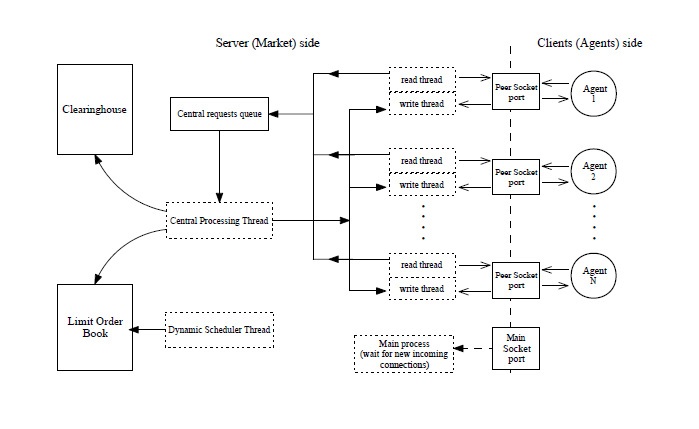 Server (Market) side
Clients (Agents) side
Clearinghouse
Central requests queue
read thread
write thread
Peer Socket
port
Agent
1
read thread
write thread
Peer Socket
port
Agent
2
Central Processing Thread
read thread
write thread
Peer Socket
port
Agent
N
Limit Order
Book
Dynamic Scheduler Thread
Main process
(wait for new incoming
connections)
Main
Socket
port